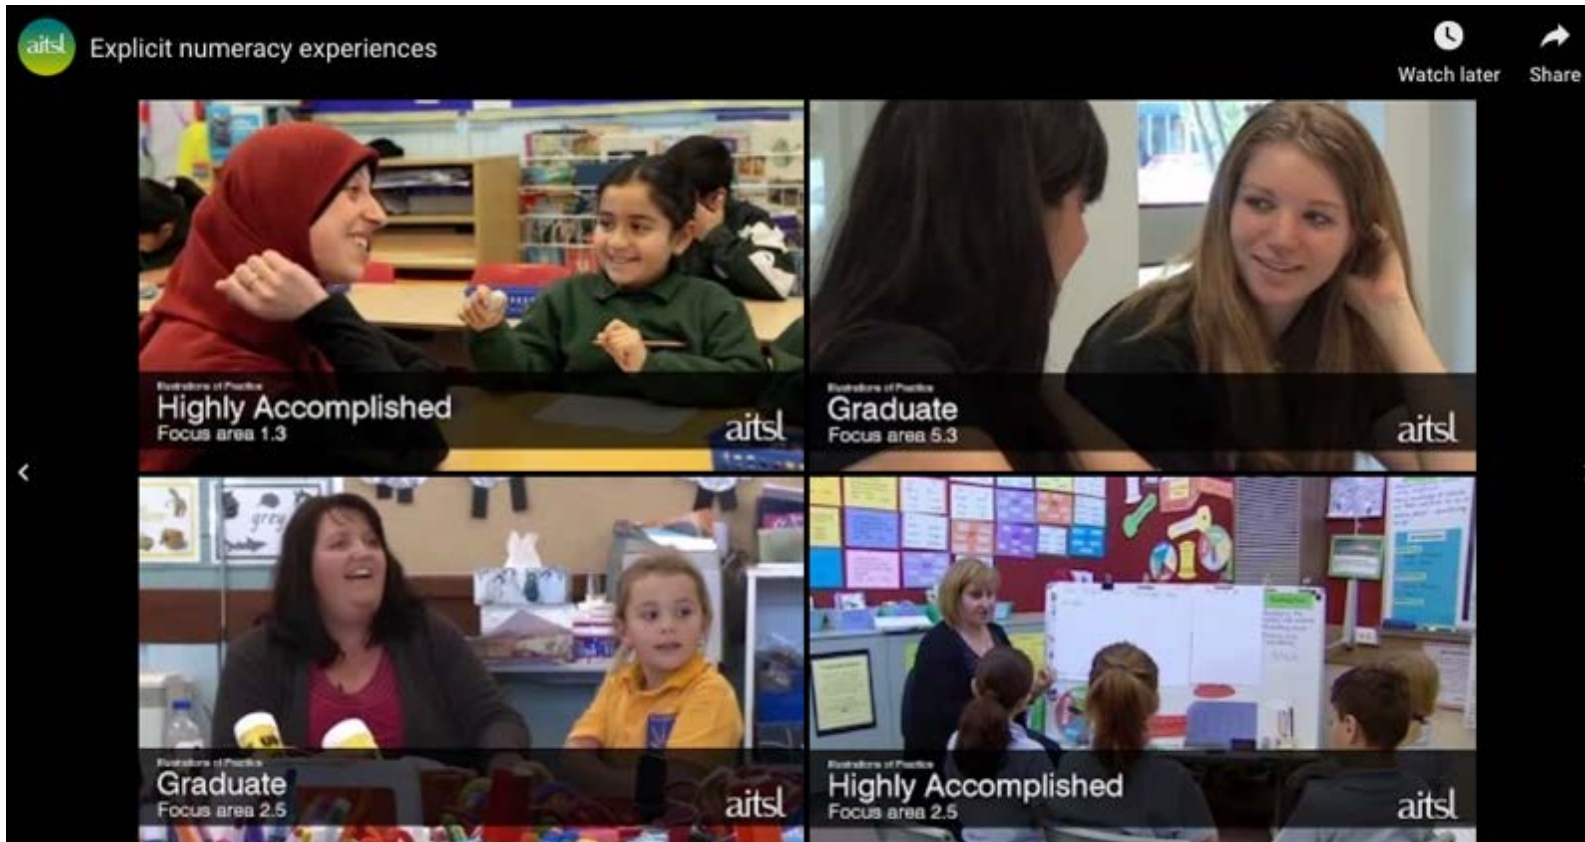 aitsl
Explicit numeracy experiences
Watch later
Share
Illustrations of Practice
Highly Accomplished
Focus area 1.3
aitsl
Illustrations of Practice
Graduate
Focus area 5.3
aitsl
grey
Illustrations of Practice
Graduate
Focus area 2.5
aitsl
Illustrations of Practice
Highly Accomplished
Focus area 2.5
aitsl